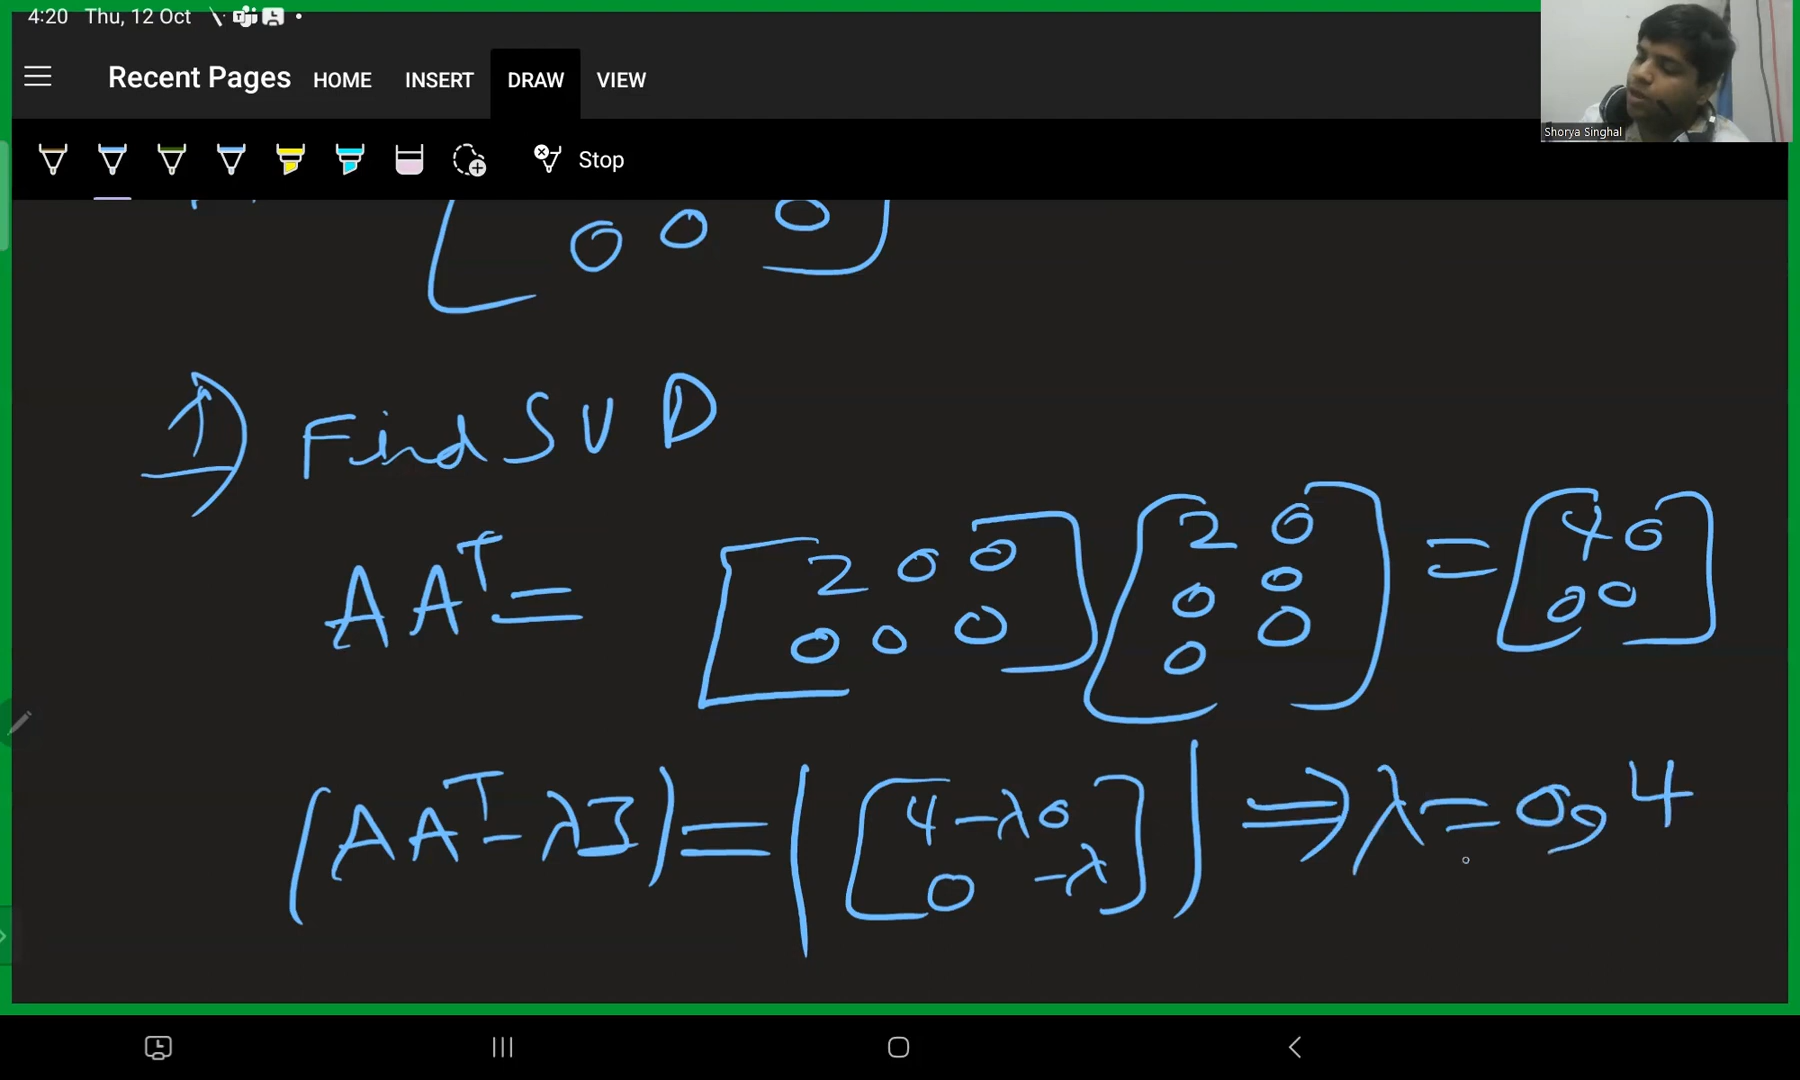 4:20 Thu, 12 Oct
Shorya Singhal
Recent Pages HOME INSERT DRAW VIEW
Stop
0 0 0
1) Find SVD
AAᵀ = [2 0 0; 0 0 0] [2 0; 0 0; 0 0] = [4 0; 0 0]
(AAᵀ - λI) = |[4-λ 0; 0 -λ]| ⇒ λ = 0, 4